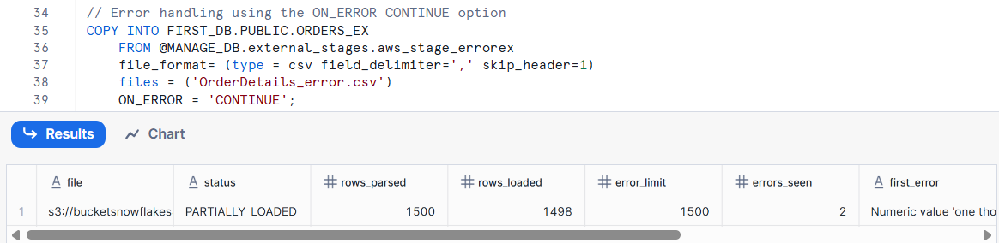 34 // Error handling using the ON_ERROR CONTINUE option
35 COPY INTO FIRST_DB.PUBLIC.ORDERS_EX
36 FROM @MANAGE_DB.external_stages.aws_stage_errorex
37 file_format= (type = csv field_delimiter=',' skip_header=1)
38 files = ('OrderDetails_error.csv')
39 ON_ERROR = 'CONTINUE';
Results Chart
A file A status # rows_parsed # rows_loaded # error_limit # errors_seen A first_error
1 s3://bucketsnowflakes PARTIALLY_LOADED 1500 1498 1500 2 Numeric value 'one tho